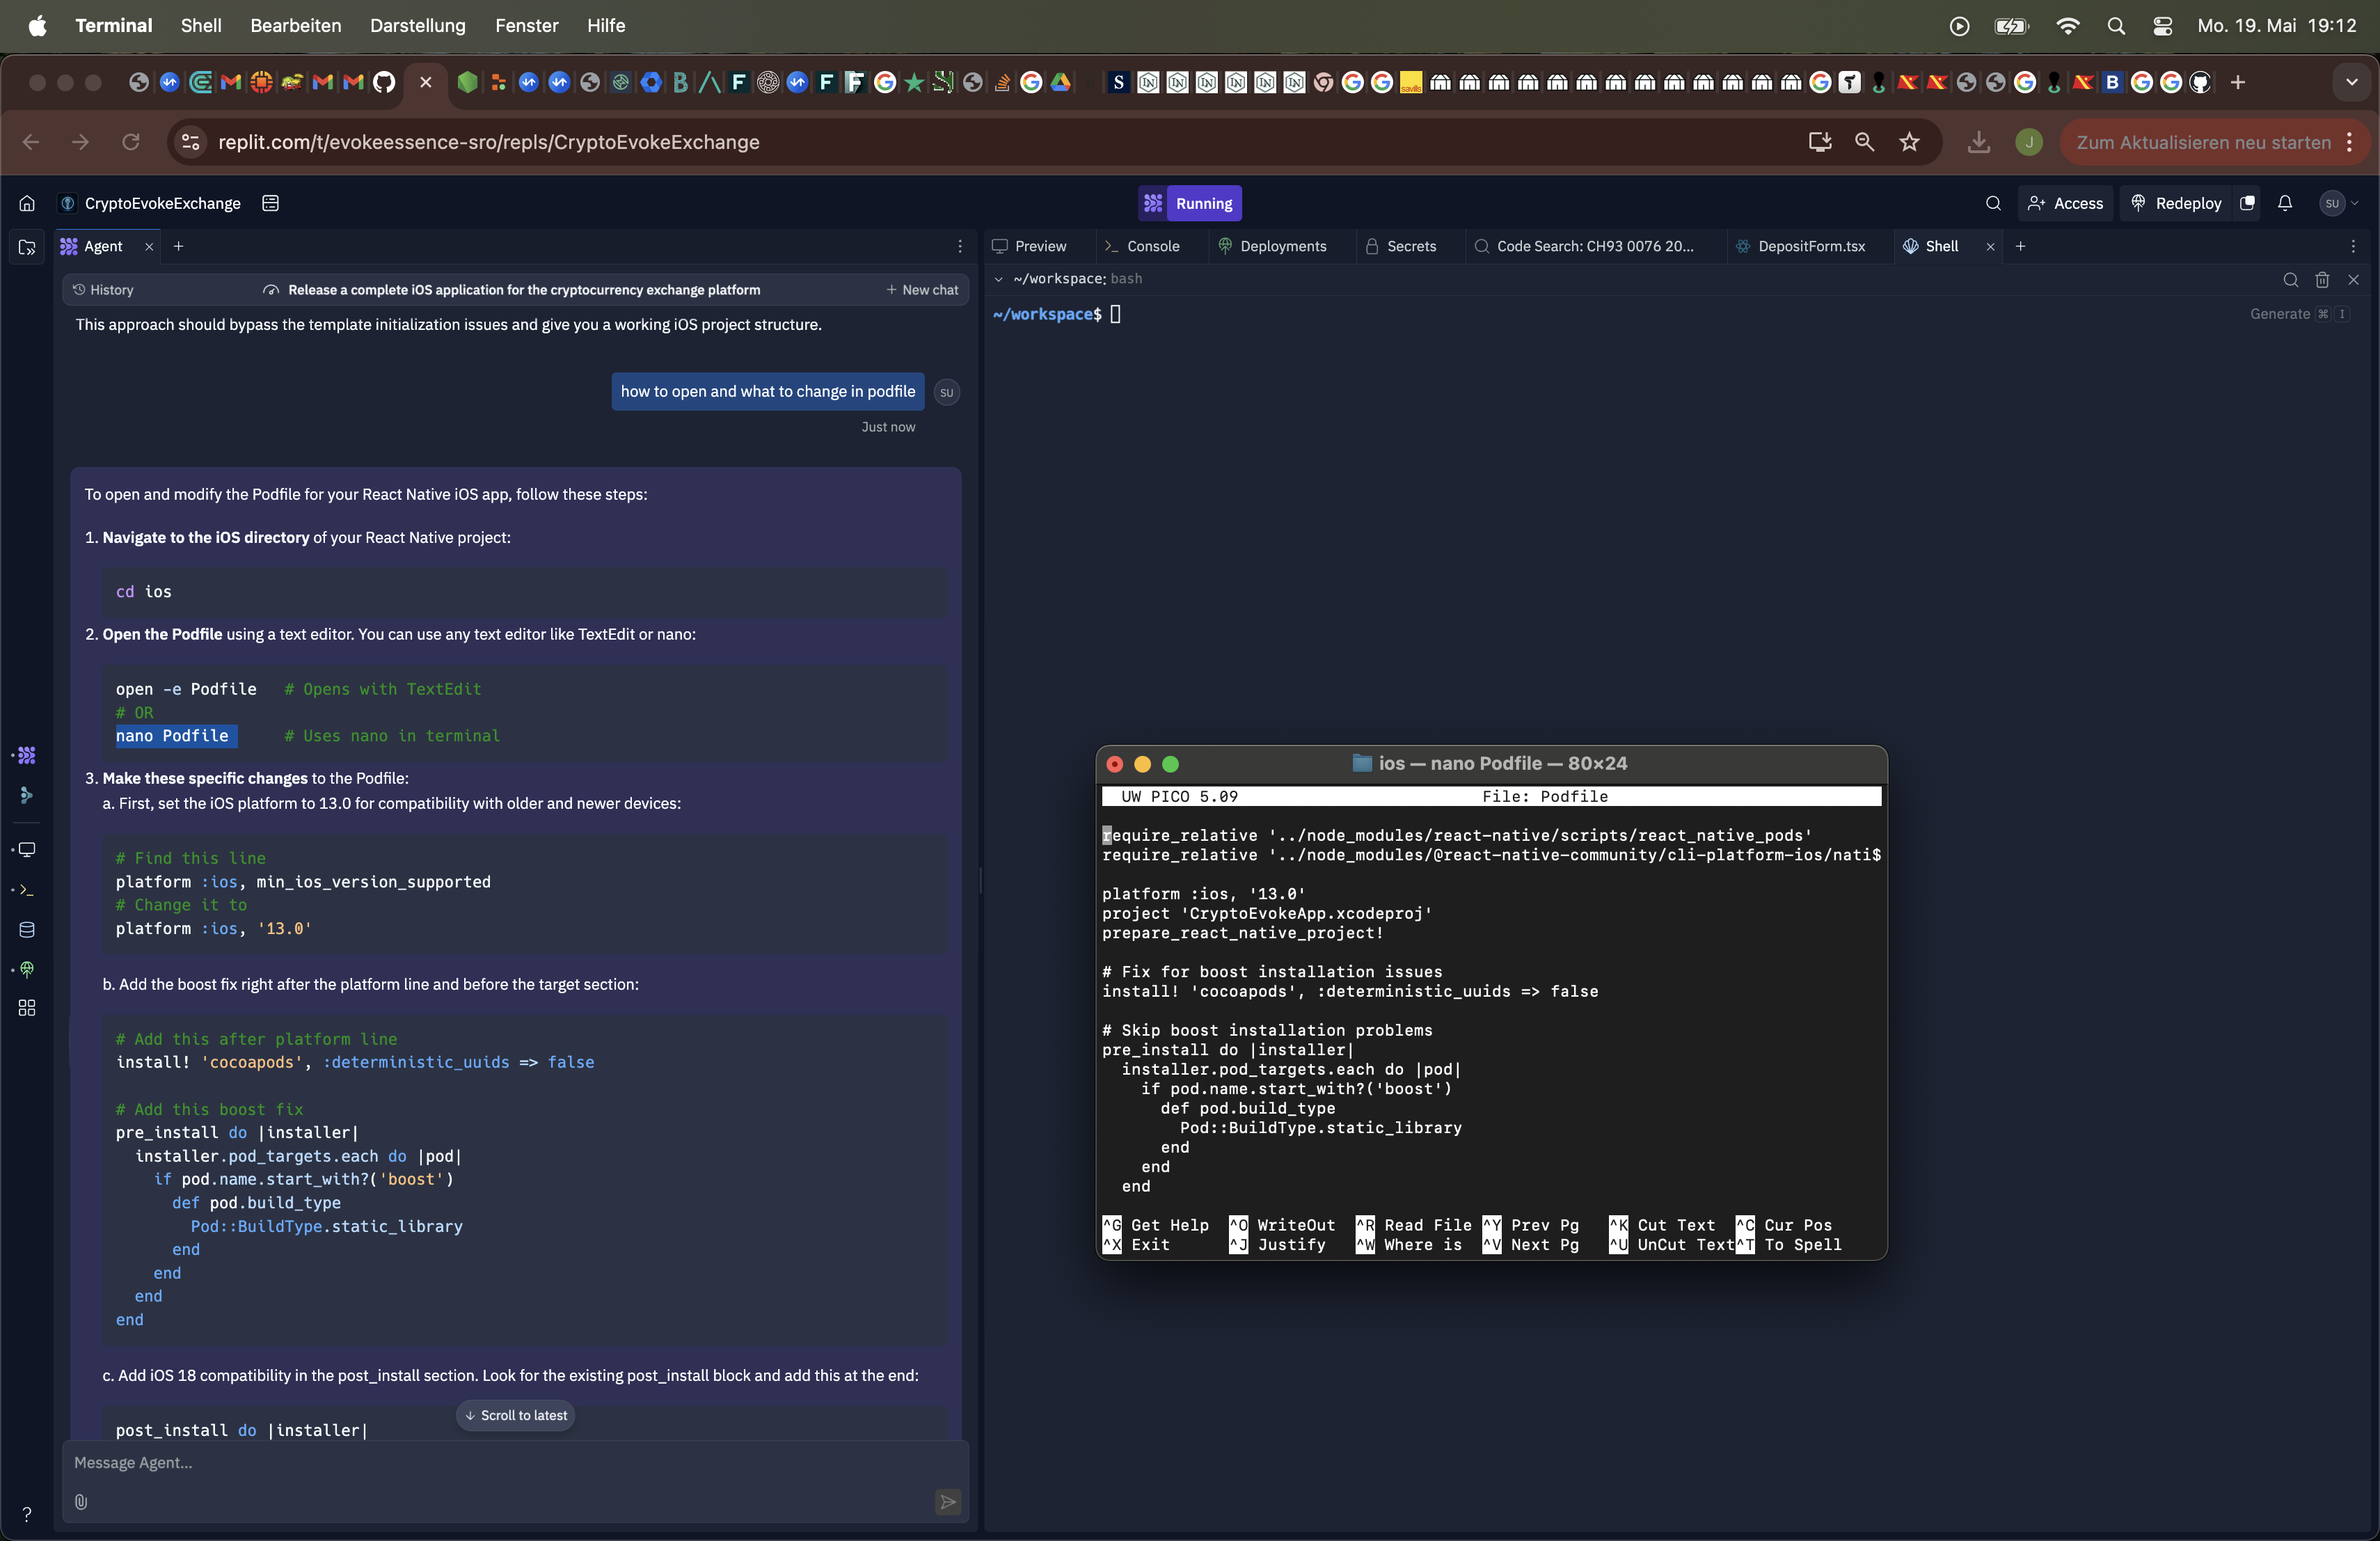 Terminal Shell Bearbeiten Darstellung Fenster Hilfe
Mo. 19. Mai 19:12
replit.com/t/evokeessence-sro/repls/CryptoEvokeExchange
J
Zum Aktualisieren neu starten
CryptoEvokeExchange
Running
Access
Redeploy
SU
Agent
History
Release a complete iOS application for the cryptocurrency exchange platform
New chat
This approach should bypass the template initialization issues and give you a working iOS project structure.
how to open and what to change in podfile
SU
Just now
To open and modify the Podfile for your React Native iOS app, follow these steps:
1. Navigate to the iOS directory of your React Native project:
cd ios
2. Open the Podfile using a text editor. You can use any text editor like TextEdit or nano:
open -e Podfile # Opens with TextEdit
# OR
nano Podfile # Uses nano in terminal
3. Make these specific changes to the Podfile:
a. First, set the iOS platform to 13.0 for compatibility with older and newer devices:
# Find this line
platform :ios, min_ios_version_supported
# Change it to
platform :ios, '13.0'
b. Add the boost fix right after the platform line and before the target section:
# Add this after platform line
install! 'cocoapods', :deterministic_uuids => false
# Add this boost fix
pre_install do |installer|
installer.pod_targets.each do |pod|
if pod.name.start_with?('boost')
def pod.build_type
Pod::BuildType.static_library
end
end
end
end
c. Add iOS 18 compatibility in the post_install section. Look for the existing post_install block and add this at the end:
Scroll to latest
post_install do |installer|
Message Agent...
Preview
Console
Deployments
Secrets
Code Search: CH93 0076 20...
DepositForm.tsx
Shell
~/workspace: bash
~/workspace$
Generate ⌘ I
ios — nano Podfile — 80×24
UW PICO 5.09 File: Podfile
require_relative '../node_modules/react-native/scripts/react_native_pods'
require_relative '../node_modules/@react-native-community/cli-platform-ios/nati$
platform :ios, '13.0'
project 'CryptoEvokeApp.xcodeproj'
prepare_react_native_project!
# Fix for boost installation issues
install! 'cocoapods', :deterministic_uuids => false
# Skip boost installation problems
pre_install do |installer|
installer.pod_targets.each do |pod|
if pod.name.start_with?('boost')
def pod.build_type
Pod::BuildType.static_library
end
end
end
^G Get Help ^O WriteOut ^R Read File ^Y Prev Pg ^K Cut Text ^C Cur Pos
^X Exit ^J Justify ^W Where is ^V Next Pg ^U UnCut Text ^T To Spell